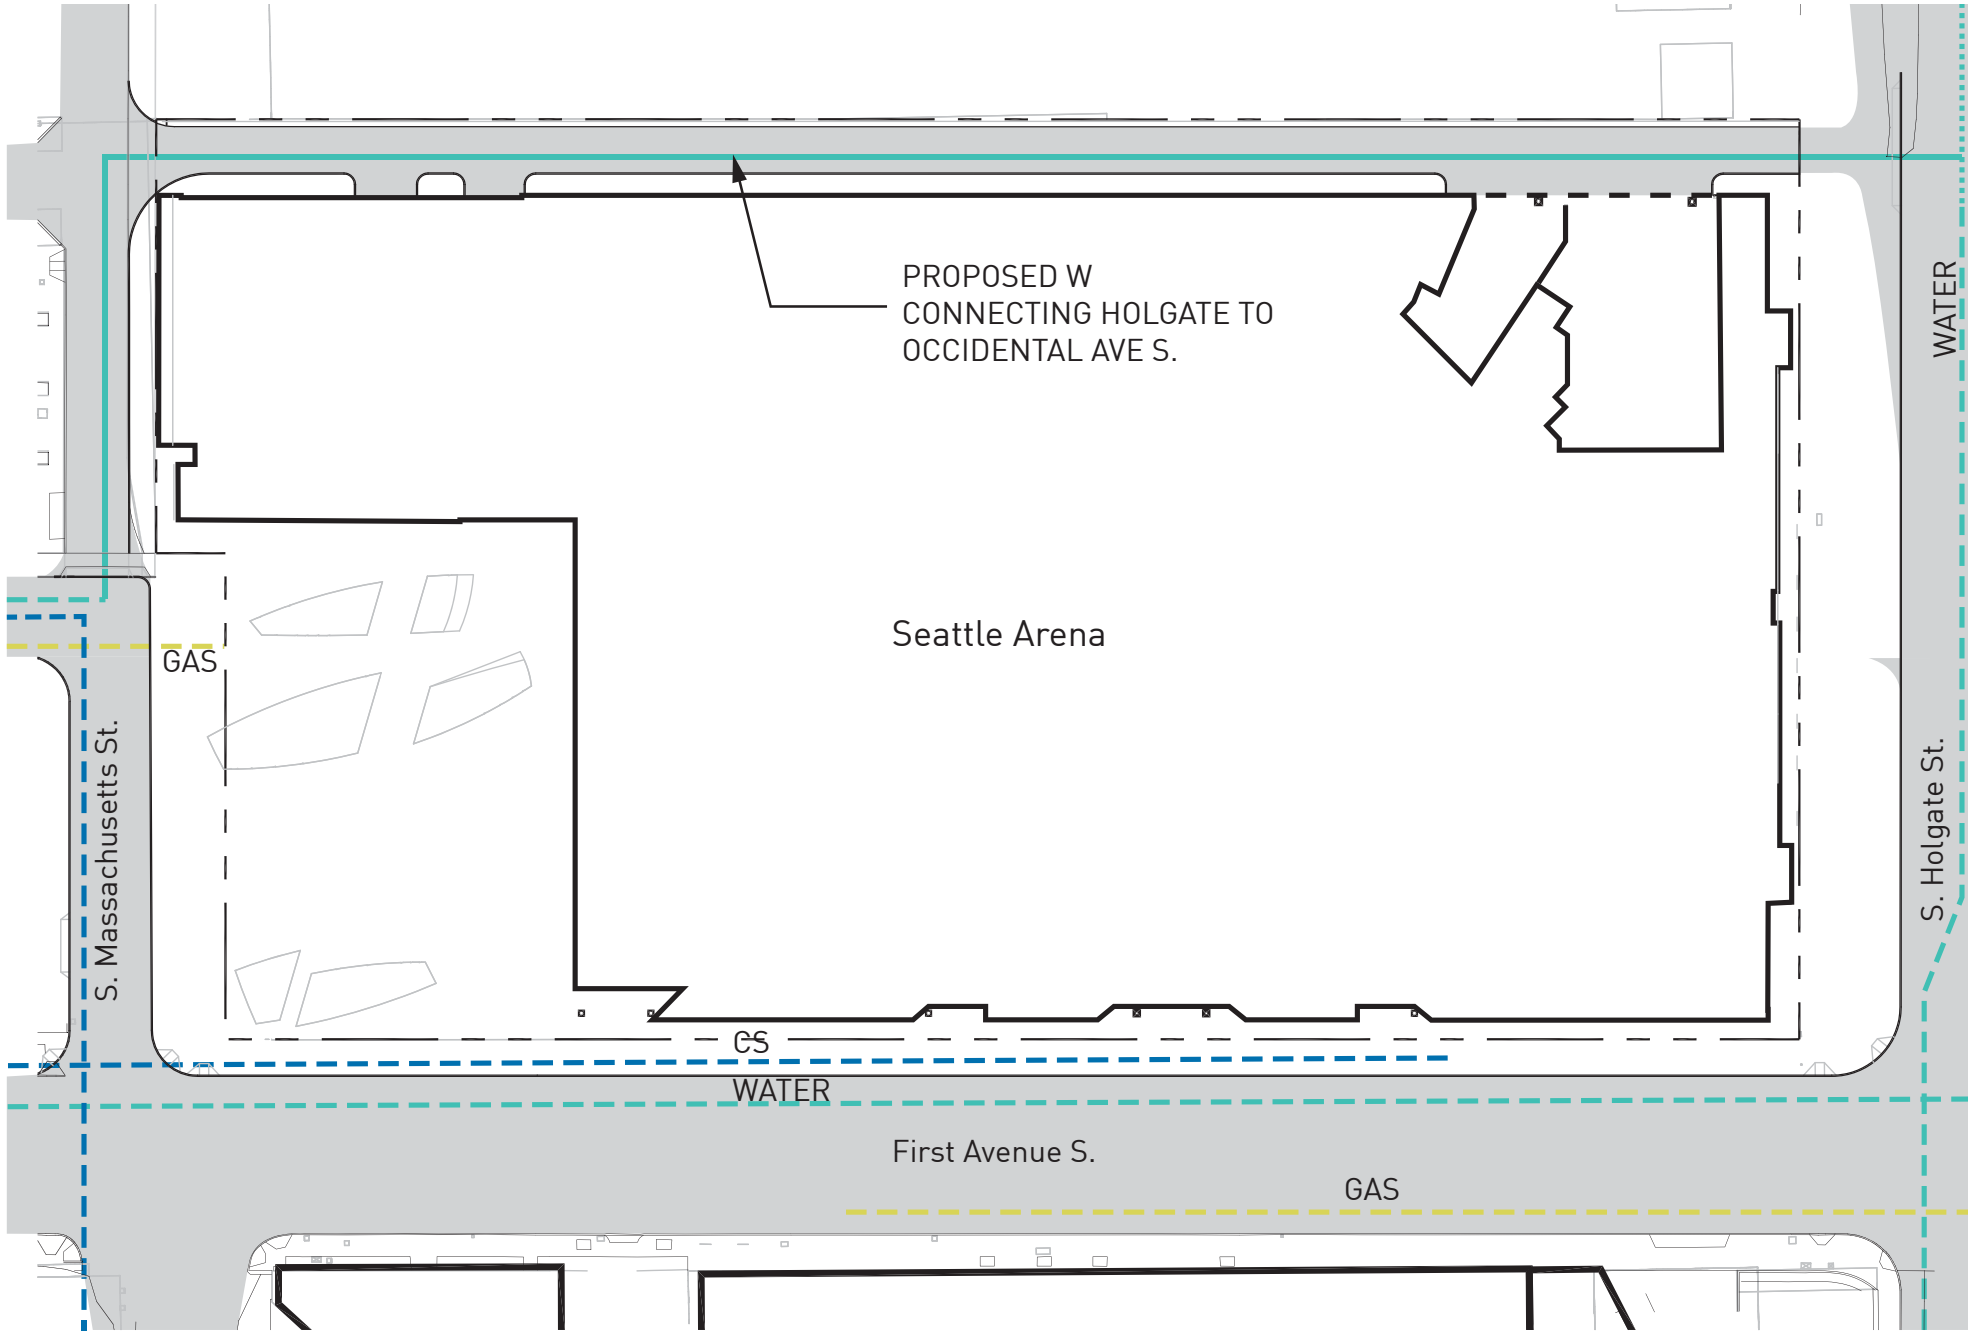 PROPOSED W
CONNECTING HOLGATE TO
OCCIDENTAL AVE S.
WATER
Seattle Arena
GAS
S. Massachusetts St.
S. Holgate St.
CS
WATER
First Avenue S.
GAS